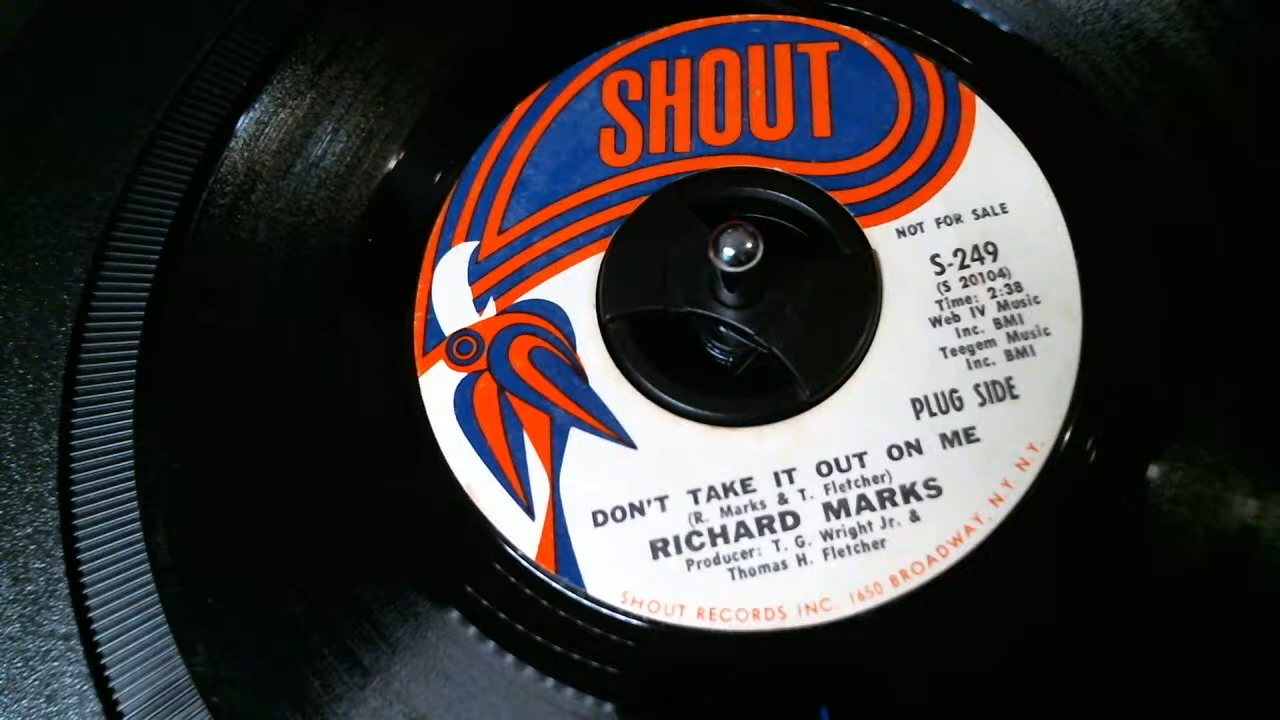 SHOUT
NOT FOR SALE
S-249
(S 20104)
Time: 2:38
Web IV Music
Inc. BMI
Teegem Music
Inc. BMI
PLUG SIDE
DON'T TAKE IT OUT ON ME
(R. Marks & T. Fletcher)
RICHARD MARKS
Producer: T. G. Wright Jr. &
Thomas H. Fletcher
SHOUT RECORDS INC. 1650 BROADWAY, N.Y. N.Y.